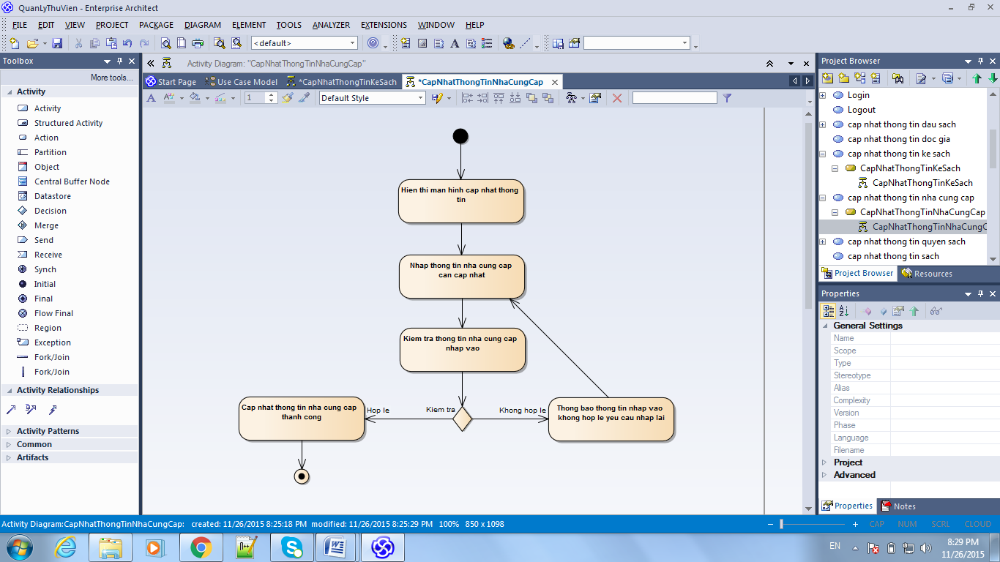 QuanLyThuVien - Enterprise Architect
FILE EDIT VIEW PROJECT PACKAGE DIAGRAM ELEMENT TOOLS ANALYZER EXTENSIONS WINDOW HELP
<default>
Toolbox
More tools...
Activity
Activity
Structured Activity
Action
Partition
Object
Central Buffer Node
Datastore
Decision
Merge
Send
Receive
Synch
Initial
Final
Flow Final
Region
Exception
Fork/Join
Fork/Join
Activity Relationships
Activity Patterns
Common
Artifacts
Activity Diagram: "CapNhatThongTinNhaCungCap"
Start Page Use Case Model *CapNhatThongTinKeSach *CapNhatThongTinNhaCungCap
1 Default Style
Hien thi man hinh cap nhat thong
tin
Nhap thong tin nha cung cap
can cap nhat
Kiem tra thong tin nha cung cap
nhap vao
Kiem tra
Hop le
Khong hop le
Cap nhat thong tin nha cung cap
thanh cong
Thong bao thong tin nhap vao
khong hop le yeu cau nhap lai
Project Browser
Login
Logout
cap nhat thong tin dau sach
cap nhat thong tin doc gia
cap nhat thong tin ke sach
CapNhatThongTinKeSach
CapNhatThongTinKeSach
cap nhat thong tin nha cung cap
CapNhatThongTinNhaCungCap
CapNhatThongTinNhaCungC
cap nhat thong tin quyen sach
cap nhat thong tin sach
Project Browser Resources
Properties
General Settings
Name
Scope
Type
Stereotype
Alias
Complexity
Version
Phase
Language
Filename
Project
Advanced
Properties Notes
Activity Diagram:CapNhatThongTinNhaCungCap: created: 11/26/2015 8:25:18 PM modified: 11/26/2015 8:25:29 PM 100% 850 x 1098
CAP NUM SCRL CLOUD
EN
8:29 PM
11/26/2015